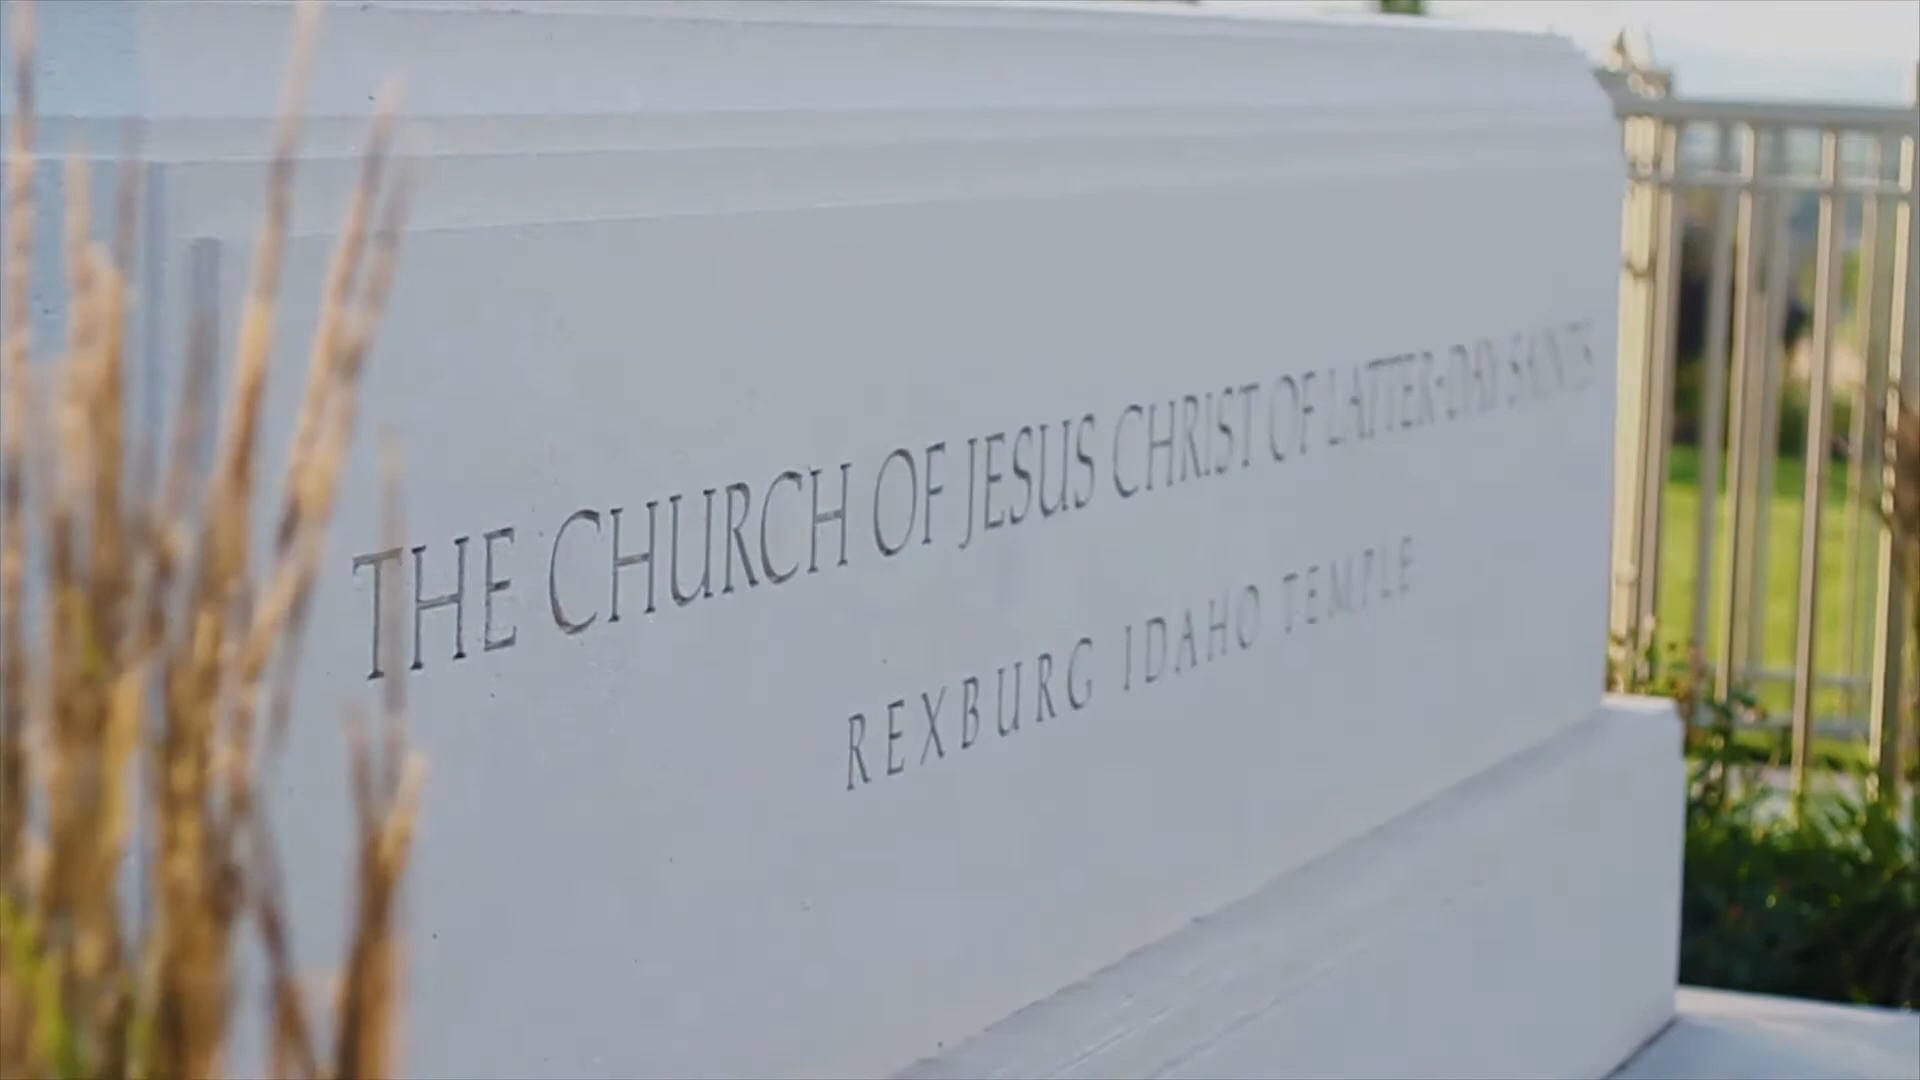 THE CHURCH OF JESUS CHRIST OF LATTER-DAY SAINTS
REXBURG IDAHO TEMPLE